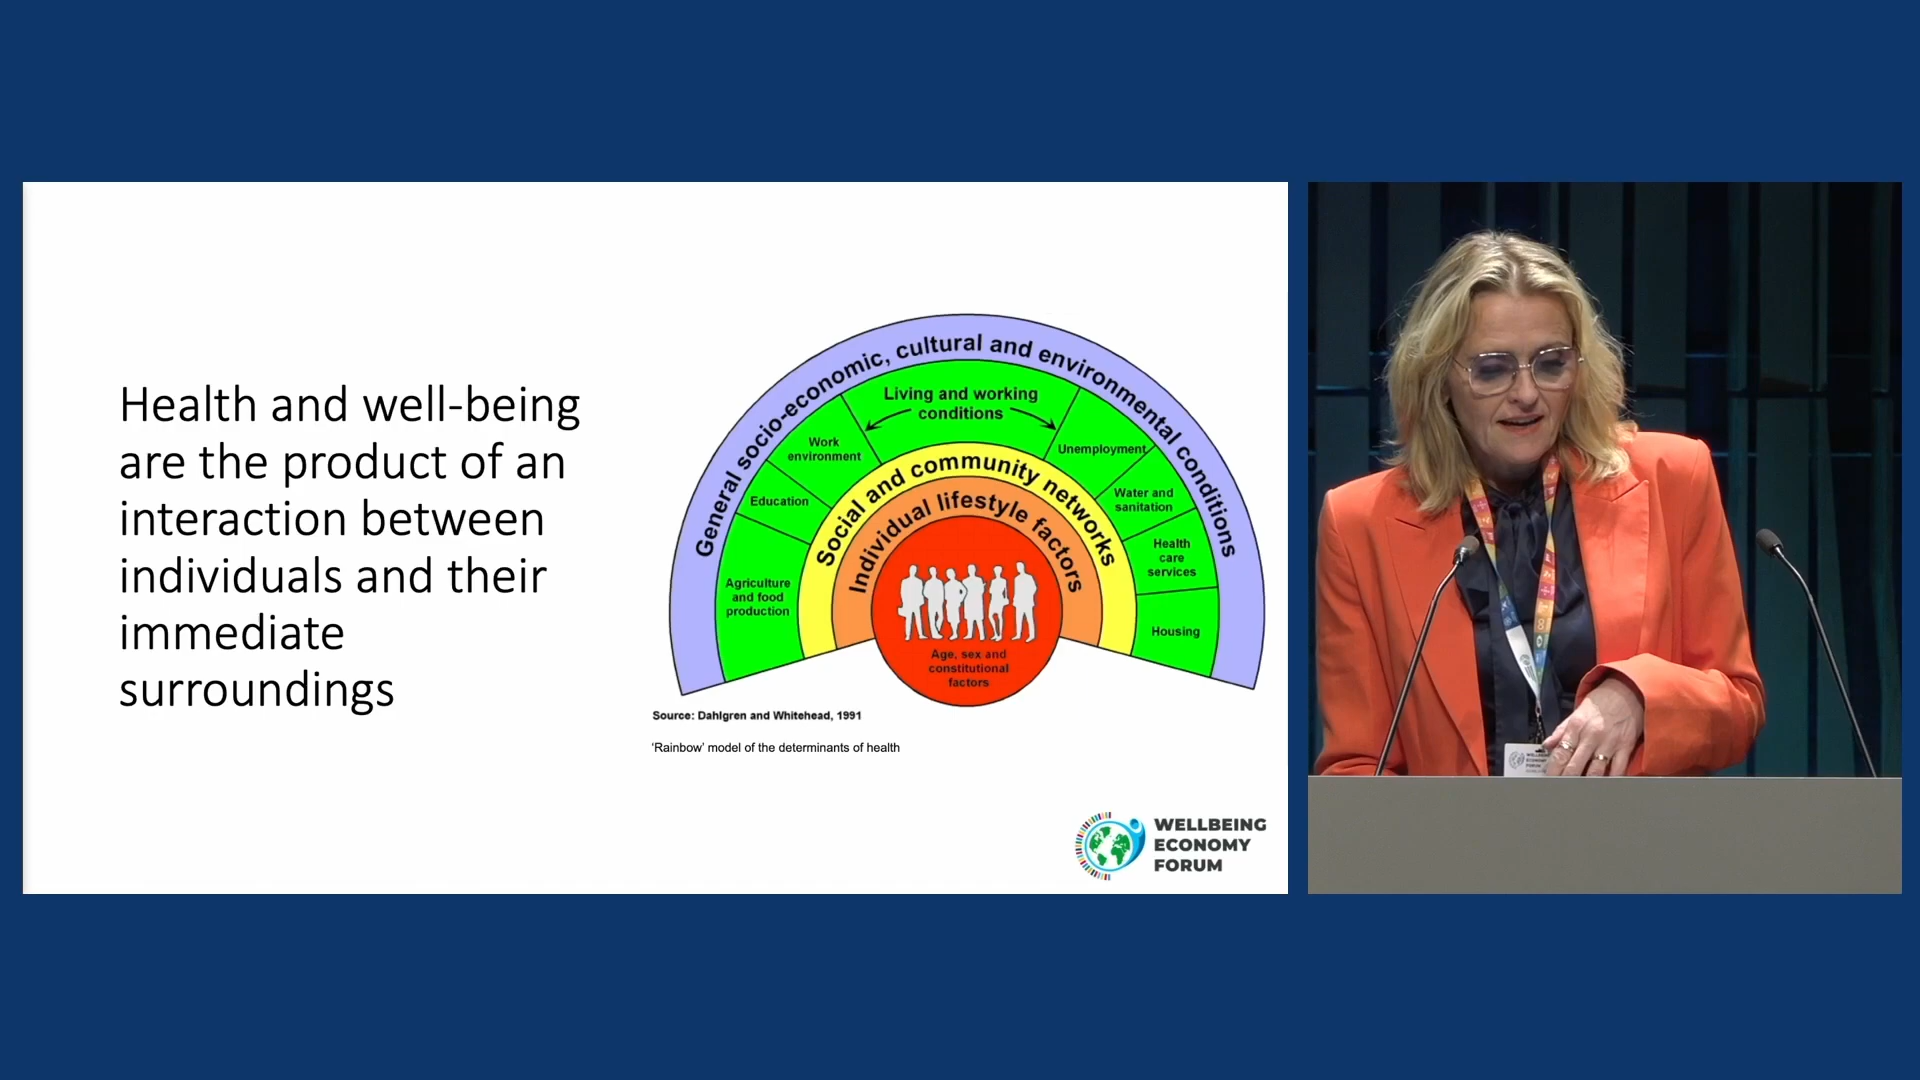 Health and well-being
are the product of an
interaction between
individuals and their
immediate
surroundings
General socio-economic, cultural and environmental conditions
Living and working
conditions
Work
environment
Education
Agriculture
and food
production
Unemployment
Water and
sanitation
Health
care
services
Housing
Social and community networks
Individual lifestyle factors
Age, sex and
constitutional
factors
Source: Dahlgren and Whitehead, 1991
‘Rainbow’ model of the determinants of health
WELLBEING
ECONOMY
FORUM